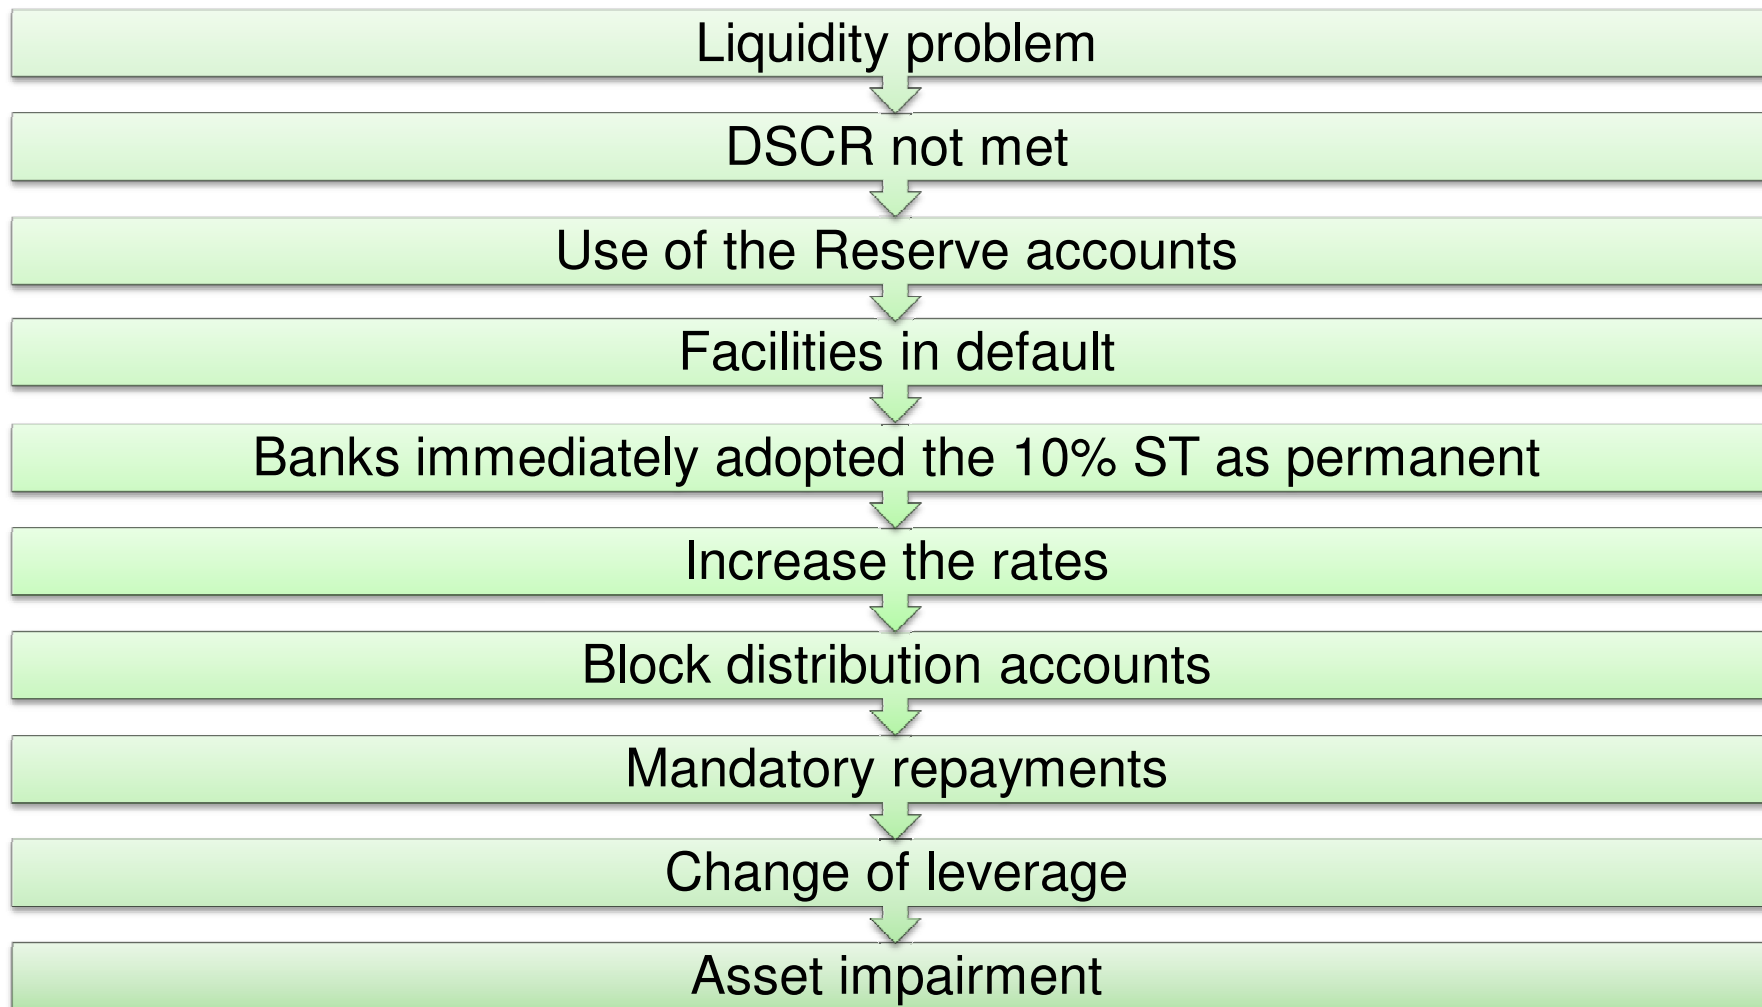 Liquidity problem
DSCR not met
Use of the Reserve accounts
Facilities in default
Banks immediately adopted the 10% ST as permanent
Increase the rates
Block distribution accounts
Mandatory repayments
Change of leverage
Asset impairment